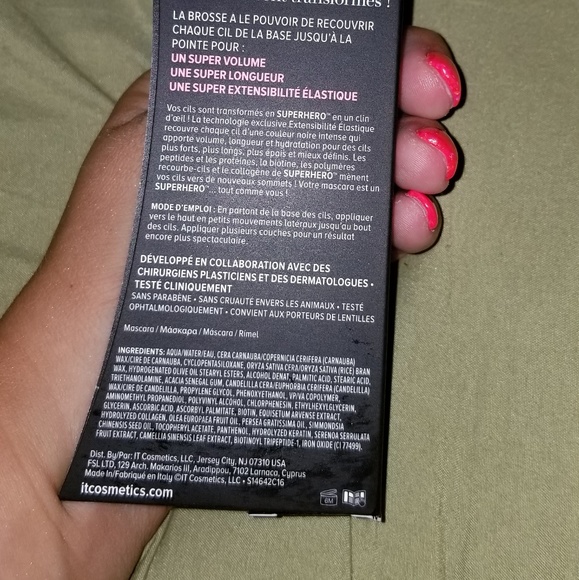 transformés !
LA BROSSE A LE POUVOIR DE RECOUVRIR
CHAQUE CIL DE LA BASE JUSQU'À LA
POINTE POUR :
UN SUPER VOLUME
UNE SUPER LONGUEUR
UNE SUPER EXTENSIBILITÉ ÉLASTIQUE
Vos cils sont transformés en SUPERHERO™ en un clin
d'œil ! La technologie exclusive Extensibilité Élastique
recouvre chaque cil d'une couleur noire intense qui
apporte volume, longueur et hydratation pour des cils
plus forts, plus longs, plus épais et mieux définis. Les
peptides et les protéines, la biotine, les polymères
recourbe-cils et le collagène de SUPERHERO™ mènent
vos cils vers de nouveaux sommets ! Votre mascara est un
SUPERHERO™... tout comme vous !
MODE D'EMPLOI : En partant de la base des cils, appliquer
vers le haut en petits mouvements latéraux jusqu'au bout
des cils. Appliquer plusieurs couches pour un résultat
encore plus spectaculaire.
DÉVELOPPÉ EN COLLABORATION AVEC DES
CHIRURGIENS PLASTICIENS ET DES DERMATOLOGUES •
TESTÉ CLINIQUEMENT
SANS PARABÈNE • SANS CRUAUTÉ ENVERS LES ANIMAUX • TESTÉ
OPHTALMOLOGIQUEMENT • CONVIENT AUX PORTEURS DE LENTILLES
Mascara / Μάσκαρα / Máscara / Rimel
INGREDIENTS: AQUA/WATER/EAU, CERA CARNAUBA/COPERNICIA CERIFERA (CARNAUBA)
WAX/CIRE DE CARNAUBA, CYCLOPENTASILOXANE, ORYZA SATIVA CERA/ORYZA SATIVA (RICE) BRAN
WAX, HYDROGENATED OLIVE OIL STEARYL ESTERS, ALCOHOL DENAT, PALMITIC ACID, STEARIC ACID,
TRIETHANOLAMINE, ACACIA SENEGAL GUM, CANDELILLA CERA/EUPHORBIA CERIFERA (CANDELILLA)
WAX/CIRE DE CANDELILLA, PROPYLENE GLYCOL, PHENOXYETHANOL, VP/VA COPOLYMER,
AMINOMETHYL PROPANEDIOL, POLYVINYL ALCOHOL, CHLORPHENESIN, ETHYLHEXYLGLYCERIN,
GLYCERIN, ASCORBIC ACID, ASCORBYL PALMITATE, BIOTIN, EQUISETUM ARVENSE EXTRACT,
HYDROLYZED COLLAGEN, OLEA EUROPAEA FRUIT OIL, PERSEA GRATISSIMA OIL, SIMMONDSIA
CHINENSIS SEED OIL, TOCOPHERYL ACETATE, PANTHENOL, HYDROLYZED KERATIN, SERENOA SERRULATA
FRUIT EXTRACT, CAMELLIA SINENSIS LEAF EXTRACT, BIOTINOYL TRIPEPTIDE-1, IRON OXIDE (CI 77499).
Dist. By/Par: IT Cosmetics, LLC, Jersey City, NJ 07310 USA
FSL LTD, 129 Arch. Makarios III, Aradippou, 7102 Larnaca, Cyprus
Made In/Fabriqué en Italy ©IT Cosmetics, LLC • S14642C16
itcosmetics.com
6M